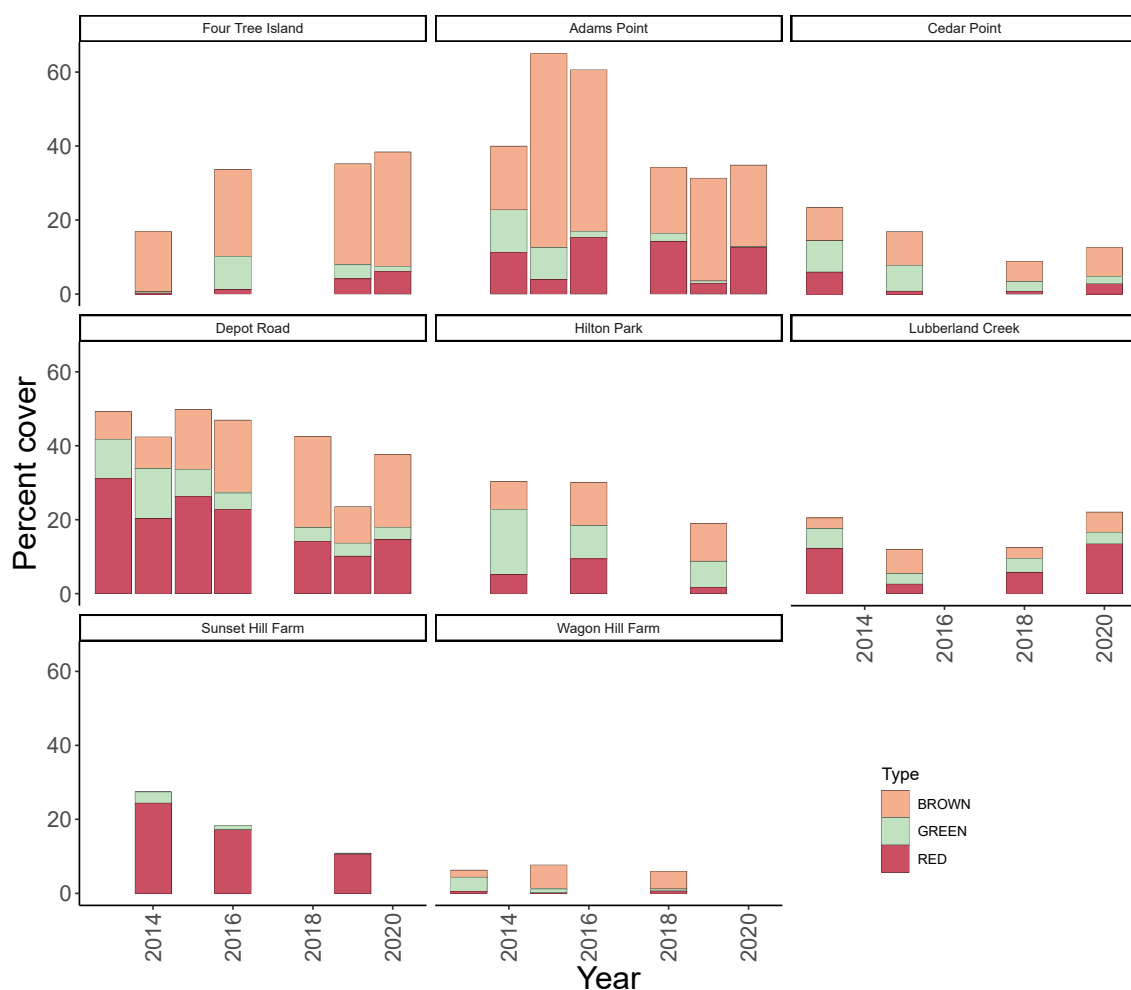 Four Tree Island
Adams Point
Cedar Point
60
40
20
0
Depot Road
Hilton Park
Lubberland Creek
60
40
20
0
Percent cover
2014
2016
2018
2020
Sunset Hill Farm
Wagon Hill Farm
60
40
20
0
Type
BROWN
GREEN
RED
2014
2016
2018
2020
2014
2016
2018
2020
Year